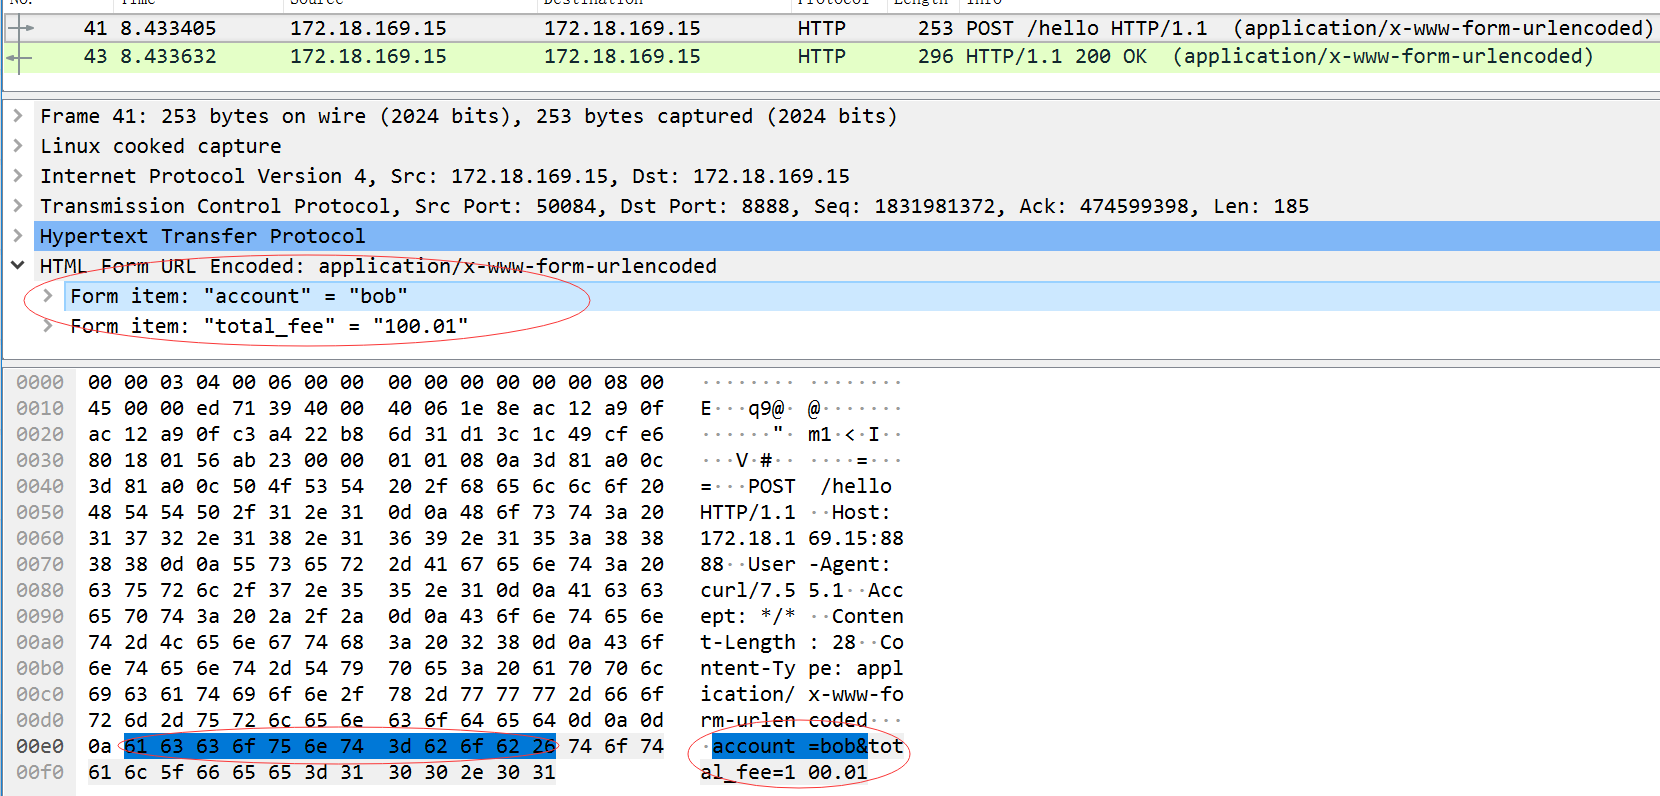 No. Time Source Destination Protocol Length Info
41 8.433405 172.18.169.15 172.18.169.15 HTTP 253 POST /hello HTTP/1.1 (application/x-www-form-urlencoded)
43 8.433632 172.18.169.15 172.18.169.15 HTTP 296 HTTP/1.1 200 OK (application/x-www-form-urlencoded)
Frame 41: 253 bytes on wire (2024 bits), 253 bytes captured (2024 bits)
Linux cooked capture
Internet Protocol Version 4, Src: 172.18.169.15, Dst: 172.18.169.15
Transmission Control Protocol, Src Port: 50084, Dst Port: 8888, Seq: 1831981372, Ack: 474599398, Len: 185
Hypertext Transfer Protocol
HTML Form URL Encoded: application/x-www-form-urlencoded
Form item: "account" = "bob"
Form item: "total_fee" = "100.01"
0000 00 00 03 04 00 06 00 00 00 00 00 00 00 00 08 00 ········ ········
0010 45 00 00 ed 71 39 40 00 40 06 1e 8e ac 12 a9 0f E···q9@· @·······
0020 ac 12 a9 0f c3 a4 22 b8 6d 31 d1 3c 1c 49 cf e6 ······"· m1·<·I··
0030 80 18 01 56 ab 23 00 00 01 01 08 0a 3d 81 a0 0c ···V·#·· ····=···
0040 3d 81 a0 0c 50 4f 53 54 20 2f 68 65 6c 6c 6f 20 =···POST /hello
0050 48 54 54 50 2f 31 2e 31 0d 0a 48 6f 73 74 3a 20 HTTP/1.1 ··Host:
0060 31 37 32 2e 31 38 2e 31 36 39 2e 31 35 3a 38 38 172.18.1 69.15:88
0070 38 38 0d 0a 55 73 65 72 2d 41 67 65 6e 74 3a 20 88··User -Agent:
0080 63 75 72 6c 2f 37 2e 35 35 2e 31 0d 0a 41 63 63 curl/7.5 5.1··Acc
0090 65 70 74 3a 20 2a 2f 2a 0d 0a 43 6f 6e 74 65 6e ept: */* ··Conten
00a0 74 2d 4c 65 6e 67 74 68 3a 20 32 38 0d 0a 43 6f t-Length : 28··Co
00b0 6e 74 65 6e 74 2d 54 79 70 65 3a 20 61 70 70 6c ntent-Ty pe: appl
00c0 69 63 61 74 69 6f 6e 2f 78 2d 77 77 77 2d 66 6f ication/ x-www-fo
00d0 72 6d 2d 75 72 6c 65 6e 63 6f 64 65 64 0d 0a 0d rm-urlen coded···
00e0 0a 61 63 63 6f 75 6e 74 3d 62 6f 62 26 74 6f 74 ·account =bob&tot
00f0 61 6c 5f 66 65 65 3d 31 30 30 2e 30 31 al_fee=1 00.01